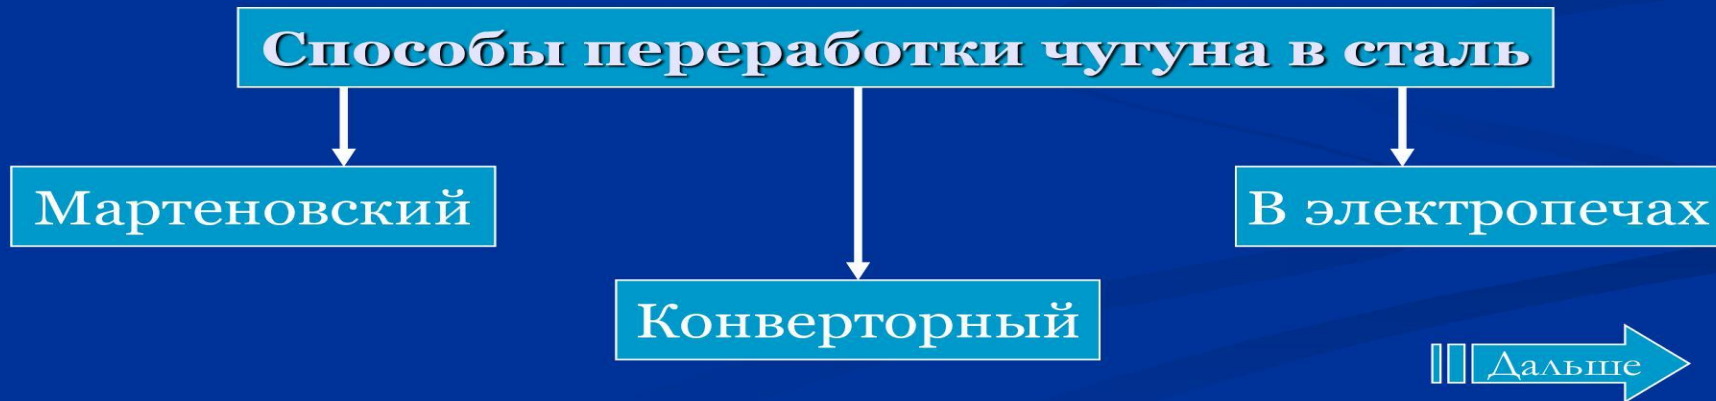 Способы переработки чугуна в сталь
Мартеновский
В электропечах
Конверторный
Дальше